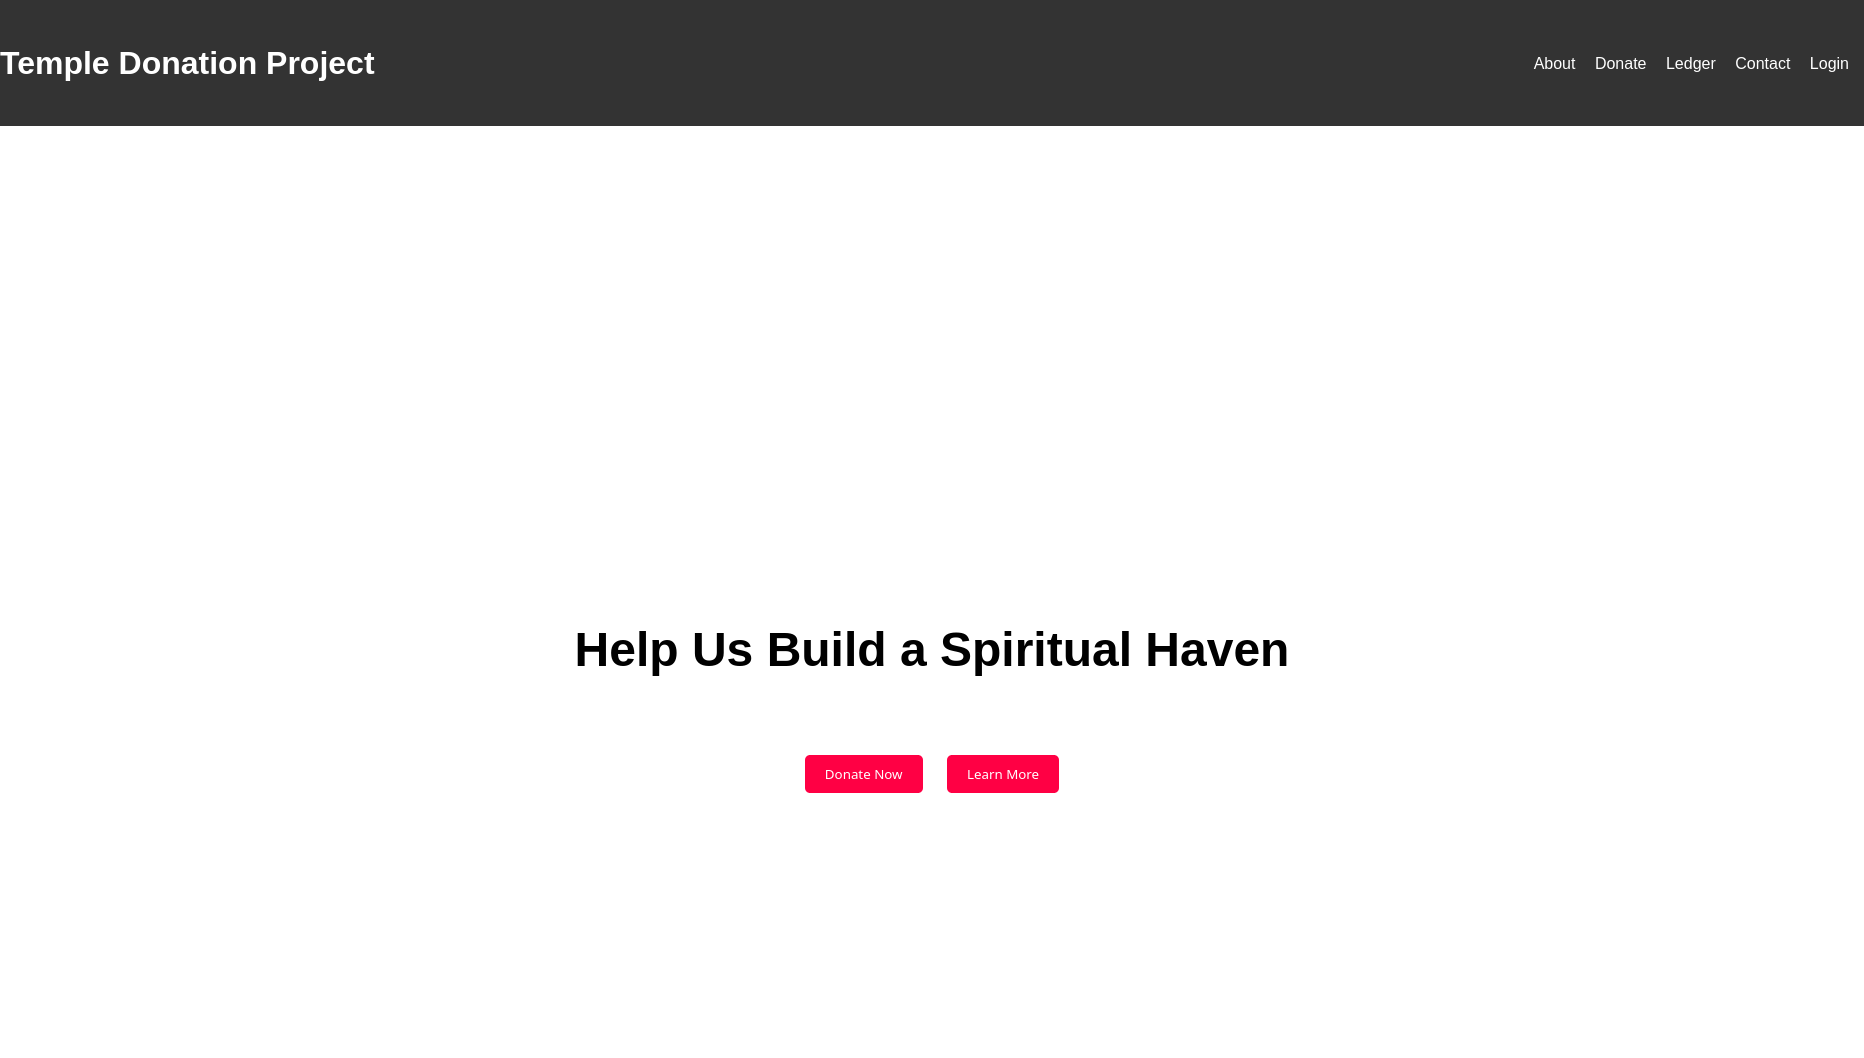 Temple Donation Project
About Donate Ledger Contact Login
Help Us Build a Spiritual Haven
Donate Now Learn More